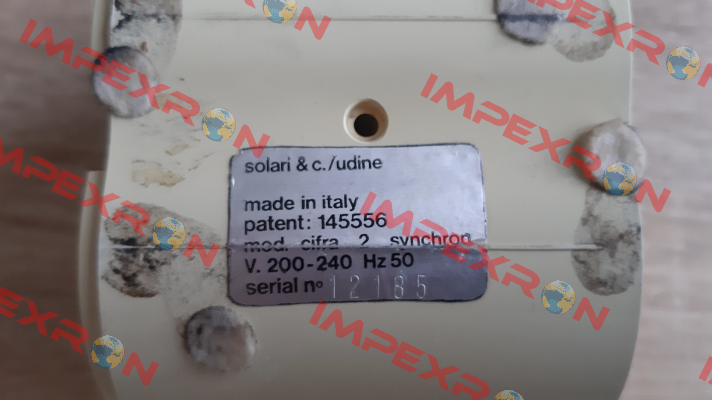 IMPEXRON
IMPEXRON
IMPEXRON
IMPEXRON
IMPEXRON
IMPEXRON
solari & c./udine
made in italy
patent: 145556
mod. cifra 2 synchron
V. 200-240 Hz 50
serial nº 12185